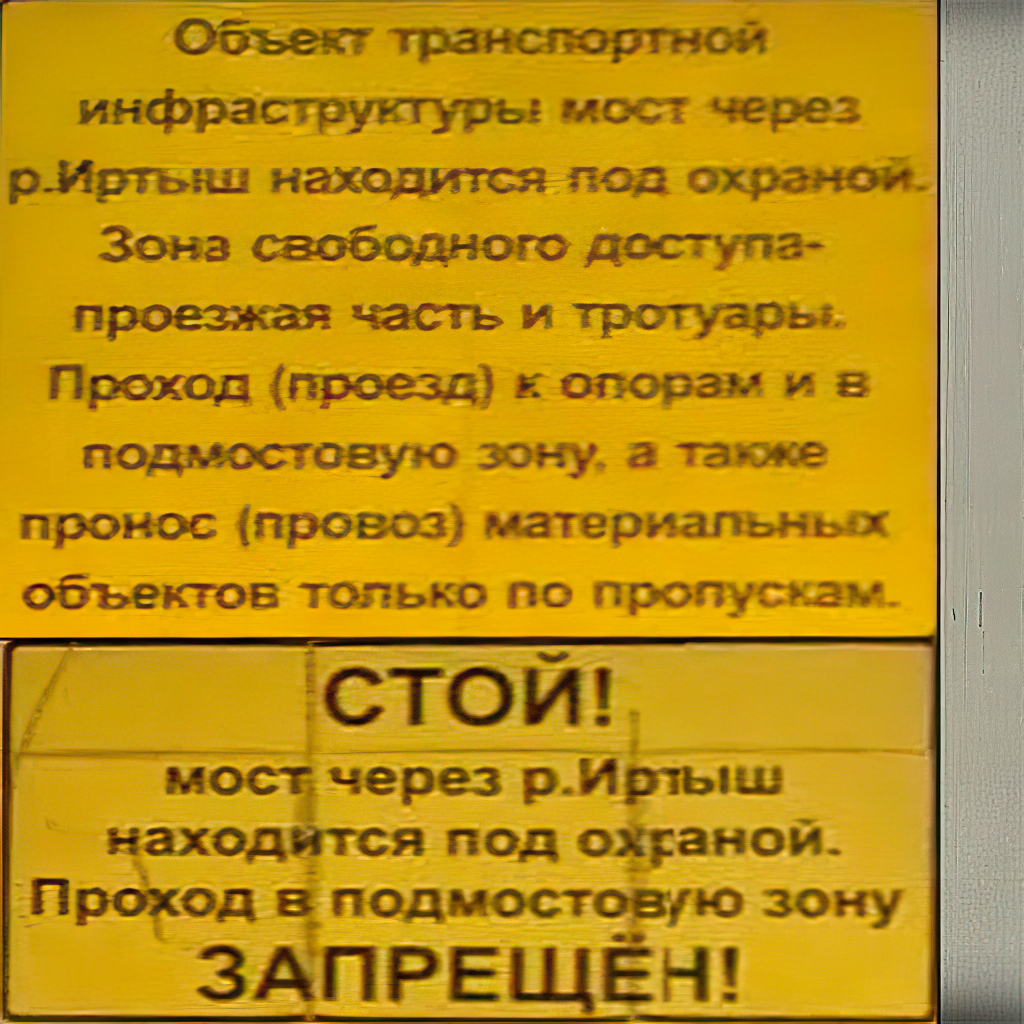 Объект транспортной
инфраструктуры мост через
р.Иртыш находится под охраной.
Зона свободного доступа-
проезжая часть и тротуары.
Проход (проезд) к опорам и в
подмостовую зону, а также
пронос (провоз) материальных
объектов только по пропускам.
СТОЙ!
мост через р.Иртыш
находится под охраной.
Проход в подмостовую зону
ЗАПРЕЩЁН!